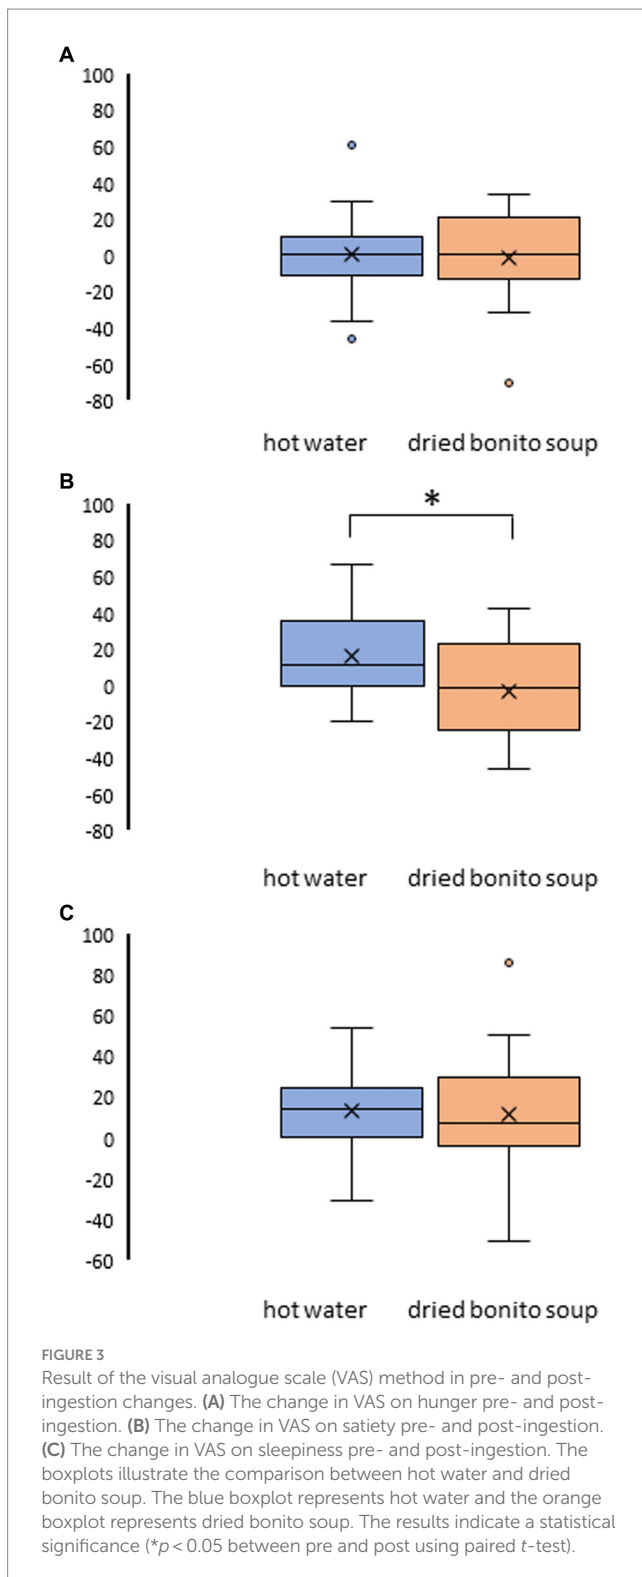 A
100
80
60
40
20
0
-20
-40
-60
-80
hot water dried bonito soup
B
*
100
80
60
40
20
0
-20
-40
-60
-80
hot water dried bonito soup
C
100
80
60
40
20
0
-20
-40
-60
hot water dried bonito soup
FIGURE 3
Result of the visual analogue scale (VAS) method in pre- and post-
ingestion changes. (A) The change in VAS on hunger pre- and post-
ingestion. (B) The change in VAS on satiety pre- and post-ingestion.
(C) The change in VAS on sleepiness pre- and post-ingestion. The
boxplots illustrate the comparison between hot water and dried
bonito soup. The blue boxplot represents hot water and the orange
boxplot represents dried bonito soup. The results indicate a statistical
significance (*p < 0.05 between pre and post using paired t-test).